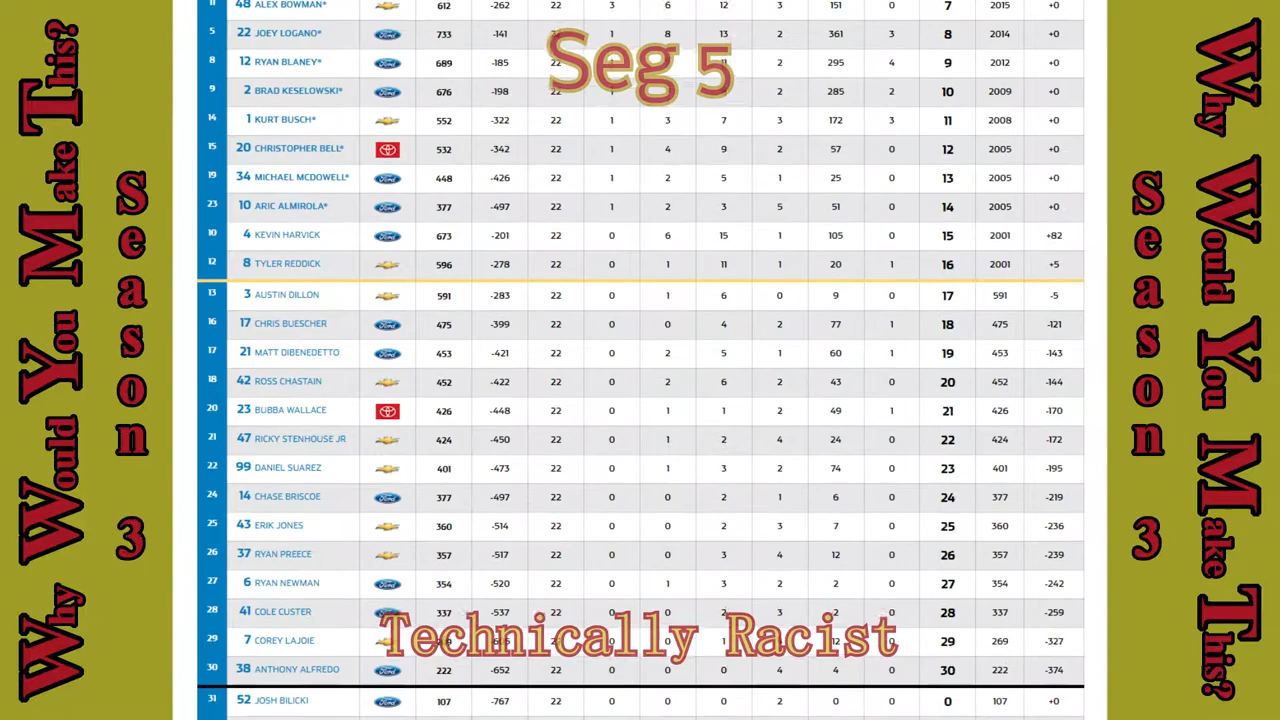 Why Would You Make This?
Season 3
11 48 ALEX BOWMAN* 612 -262 22 3 6 12 3 151 0 7 2015 +0
5 22 JOEY LOGANO* 733 -141 1 8 13 2 361 3 8 2014 +0
Seg 5
8 12 RYAN BLANEY* 689 -185 22 2 295 4 9 2012 +0
9 2 BRAD KESELOWSKI* 676 -198 22 2 285 2 10 2009 +0
14 1 KURT BUSCH* 552 -322 22 1 3 7 3 172 3 11 2008 +0
15 20 CHRISTOPHER BELL* 532 -342 22 1 4 9 2 57 0 12 2005 +0
19 34 MICHAEL MCDOWELL* 448 -426 22 1 2 5 1 25 0 13 2005 +0
23 10 ARIC ALMIROLA* 377 -497 22 1 2 3 5 51 0 14 2005 +0
10 4 KEVIN HARVICK 673 -201 22 0 6 15 1 105 0 15 2001 +82
12 8 TYLER REDDICK 596 -278 22 0 1 11 1 20 1 16 2001 +5
13 3 AUSTIN DILLON 591 -283 22 0 1 6 0 9 0 17 591 -5
16 17 CHRIS BUESCHER 475 -399 22 0 0 4 2 77 1 18 475 -121
17 21 MATT DIBENEDETTO 453 -421 22 0 2 5 1 60 1 19 453 -143
18 42 ROSS CHASTAIN 452 -422 22 0 2 6 2 43 0 20 452 -144
20 23 BUBBA WALLACE 426 -448 22 0 1 1 2 49 1 21 426 -170
21 47 RICKY STENHOUSE JR 424 -450 22 0 1 2 4 24 0 22 424 -172
22 99 DANIEL SUAREZ 401 -473 22 0 1 3 2 74 0 23 401 -195
24 14 CHASE BRISCOE 377 -497 22 0 0 2 1 6 0 24 377 -219
25 43 ERIK JONES 360 -514 22 0 0 2 3 7 0 25 360 -236
26 37 RYAN PREECE 357 -517 22 0 0 3 4 12 0 26 357 -239
27 6 RYAN NEWMAN 354 -520 22 0 1 3 2 2 0 27 354 -242
28 41 COLE CUSTER 337 -537 22 0 0 2 3 2 0 28 337 -259
29 7 COREY LAJOIE 29 269 -327
Technically Racist
30 38 ANTHONY ALFREDO 222 -652 22 0 0 0 4 4 0 30 222 -374
31 52 JOSH BILICKI 107 -767 22 0 0 0 2 0 0 0 107 +0
Why Would You Make This?
Season 3